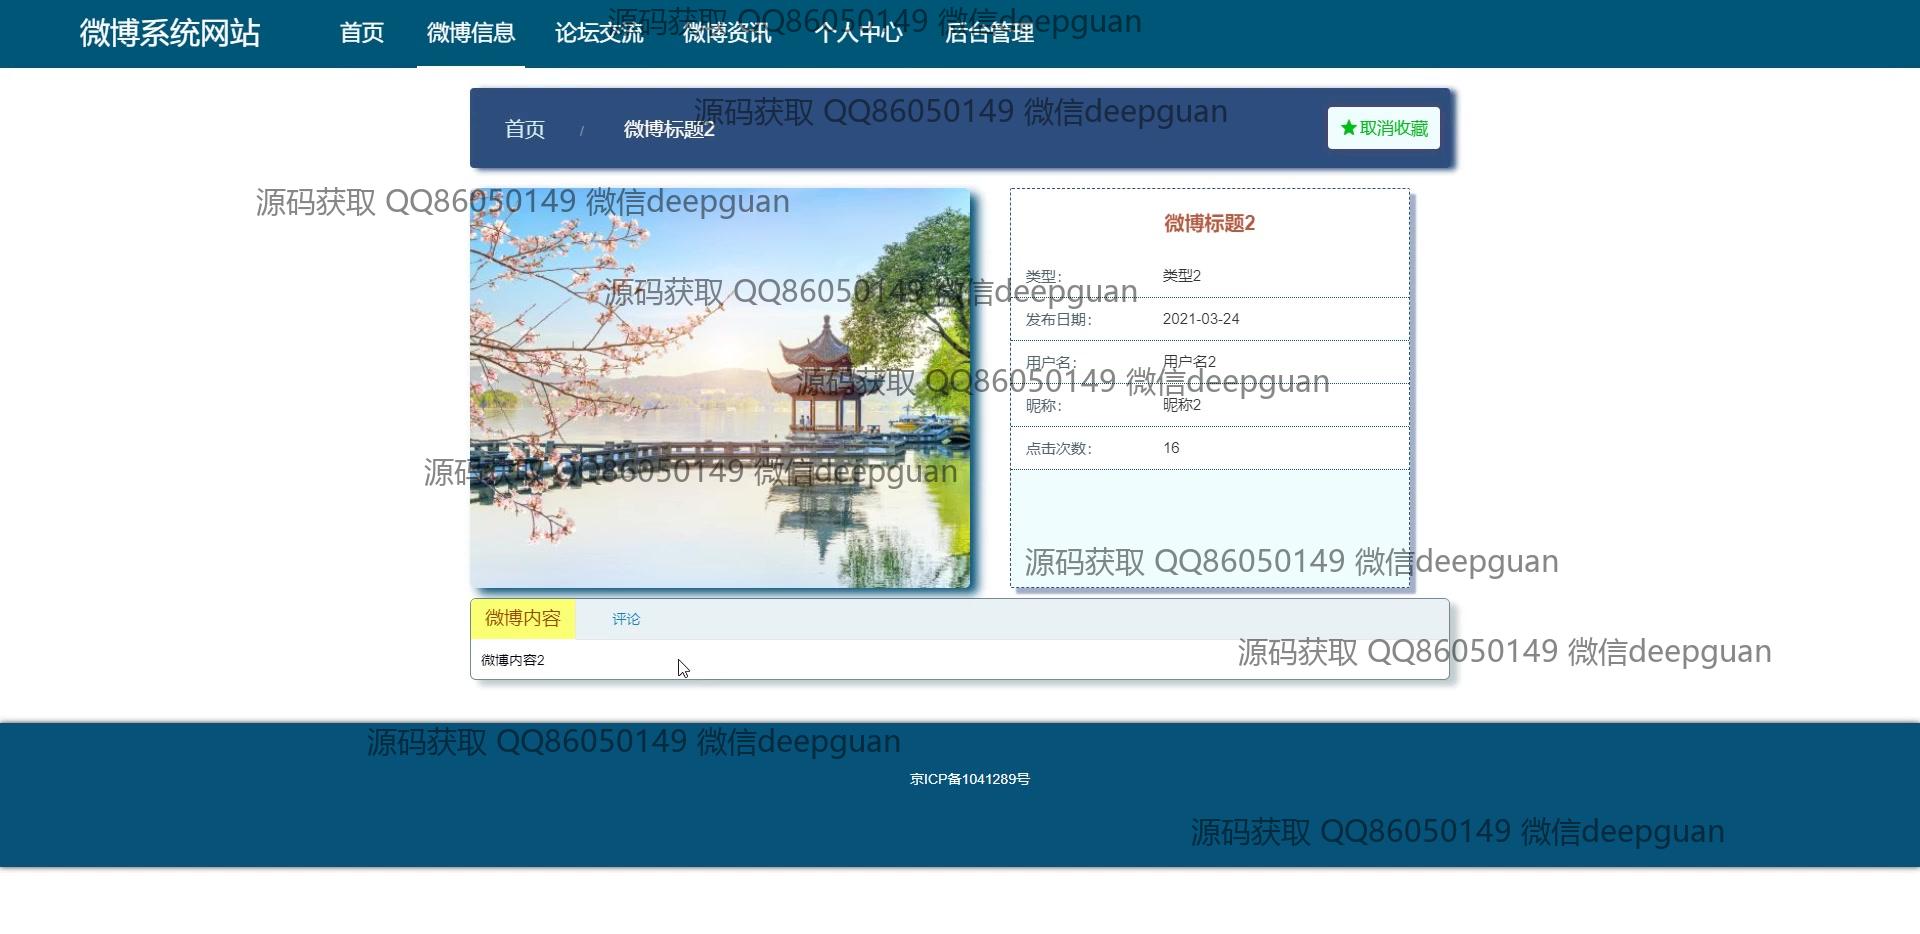 微博系统网站 首页 微博信息 论坛交流 微博资讯 个人中心 后台管理
源码获取 QQ86050149 微信deepguan
源码获取 QQ86050149 微信deepguan
首页 / 微博标题2 ★取消收藏
源码获取 QQ86050149 微信deepguan
微博标题2
类型： 类型2
源码获取 QQ86050149 微信deepguan
发布日期： 2021-03-24
用户名： 用户名2
源码获取 QQ86050149 微信deepguan
昵称： 昵称2
点击次数： 16
源码获取 QQ86050149 微信deepguan
源码获取 QQ86050149 微信deepguan
微博内容 评论
源码获取 QQ86050149 微信deepguan
微博内容2
源码获取 QQ86050149 微信deepguan
京ICP备1041289号
源码获取 QQ86050149 微信deepguan